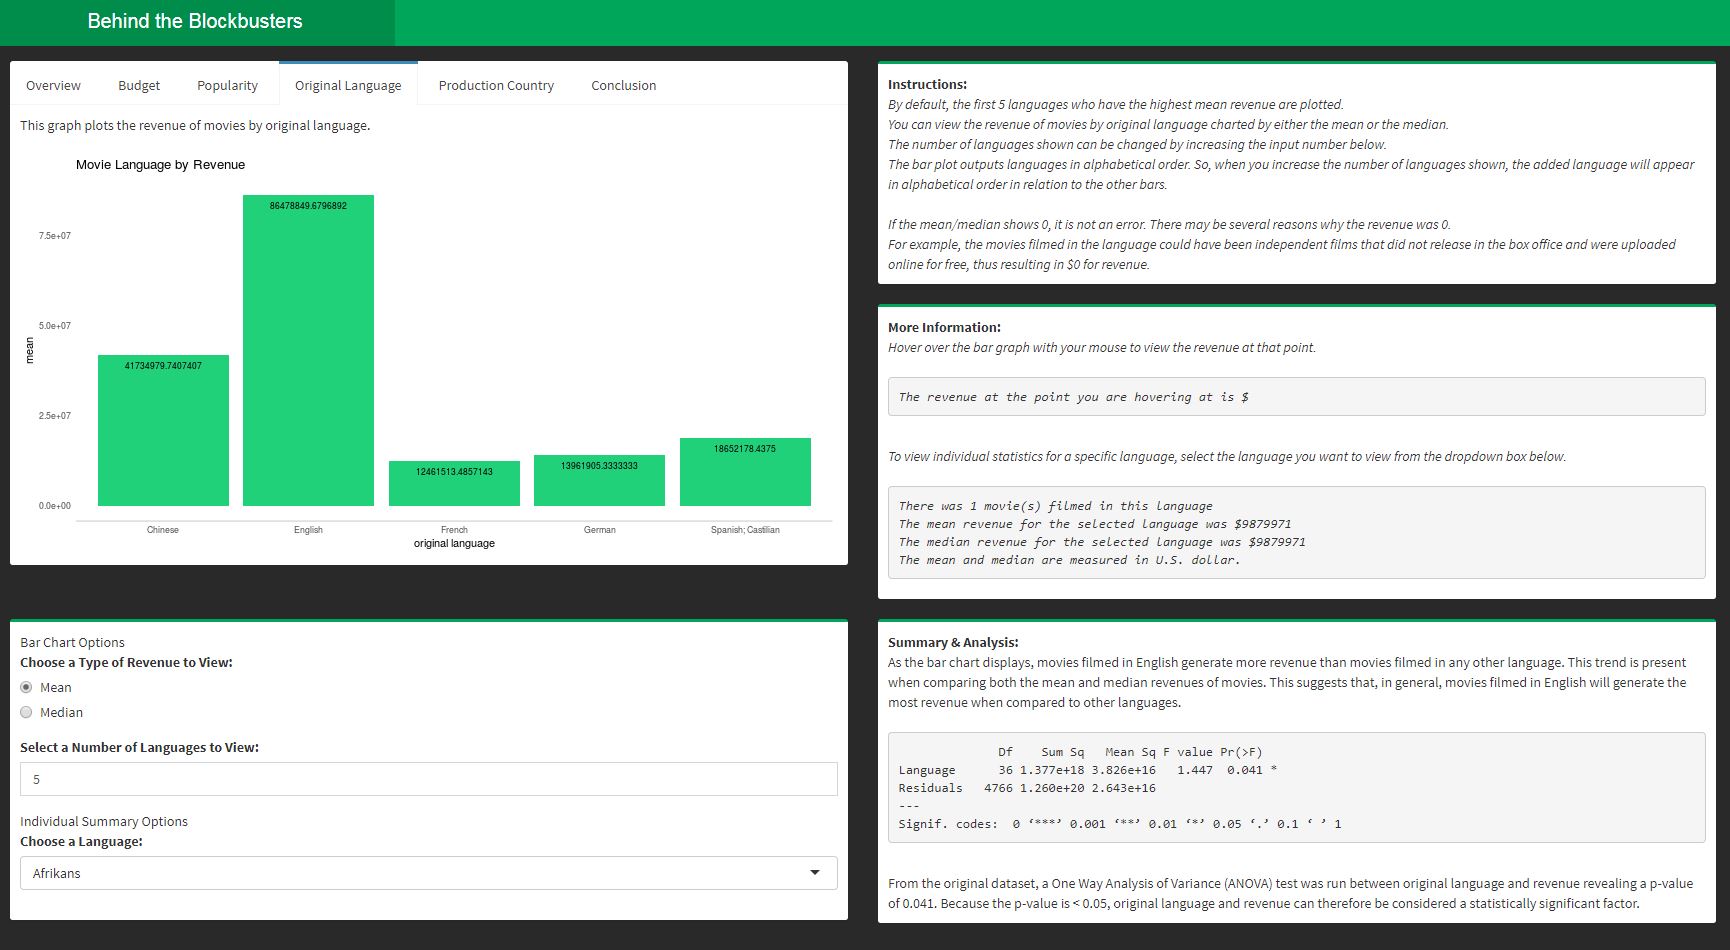 Behind the Blockbusters
Overview Budget Popularity Original Language Production Country Conclusion
This graph plots the revenue of movies by original language.
Movie Language by Revenue
86478849.6796892
7.5e+07
5.0e+07
mean
41734979.7407407
2.5e+07
18652178.4375
13961905.3333333
12461513.4857143
0.0e+00
Chinese English French German Spanish; Castilian
original language
Bar Chart Options
Choose a Type of Revenue to View:
Mean
Median
Select a Number of Languages to View:
5
Individual Summary Options
Choose a Language:
Afrikans
Instructions:
By default, the first 5 languages who have the highest mean revenue are plotted.
You can view the revenue of movies by original language charted by either the mean or the median.
The number of languages shown can be changed by increasing the input number below.
The bar plot outputs languages in alphabetical order. So, when you increase the number of languages shown, the added language will appear
in alphabetical order in relation to the other bars.
If the mean/median shows 0, it is not an error. There may be several reasons why the revenue was 0.
For example, the movies filmed in the language could have been independent films that did not release in the box office and were uploaded
online for free, thus resulting in $0 for revenue.
More Information:
Hover over the bar graph with your mouse to view the revenue at that point.
The revenue at the point you are hovering at is $
To view individual statistics for a specific language, select the language you want to view from the dropdown box below.
There was 1 movie(s) filmed in this language
The mean revenue for the selected language was $9879971
The median revenue for the selected language was $9879971
The mean and median are measured in U.S. dollar.
Summary & Analysis:
As the bar chart displays, movies filmed in English generate more revenue than movies filmed in any other language. This trend is present
when comparing both the mean and median revenues of movies. This suggests that, in general, movies filmed in English will generate the
most revenue when compared to other languages.
Df Sum Sq Mean Sq F value Pr(>F)
Language 36 1.377e+18 3.826e+16 1.447 0.041 *
Residuals 4766 1.260e+20 2.643e+16
---
Signif. codes: 0 ‘***’ 0.001 ‘**’ 0.01 ‘*’ 0.05 ‘.’ 0.1 ‘ ’ 1
From the original dataset, a One Way Analysis of Variance (ANOVA) test was run between original language and revenue revealing a p-value
of 0.041. Because the p-value is < 0.05, original language and revenue can therefore be considered a statistically significant factor.